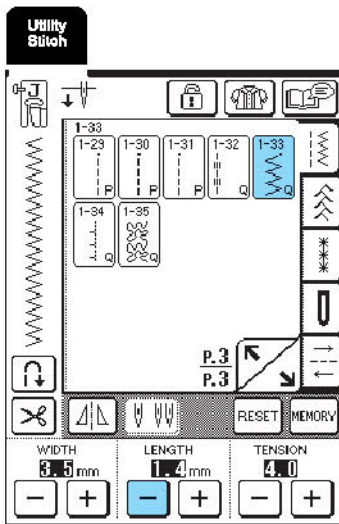 Utility
Stitch
J
1-33
1-29 1-30 1-31 1-32 1-33
P P P Q Q
1-34 1-35
Q Q
P.3
P.3
RESET MEMORY
WIDTH LENGTH TENSION
3.5 mm 1.4 mm 4.0
− + − + − +